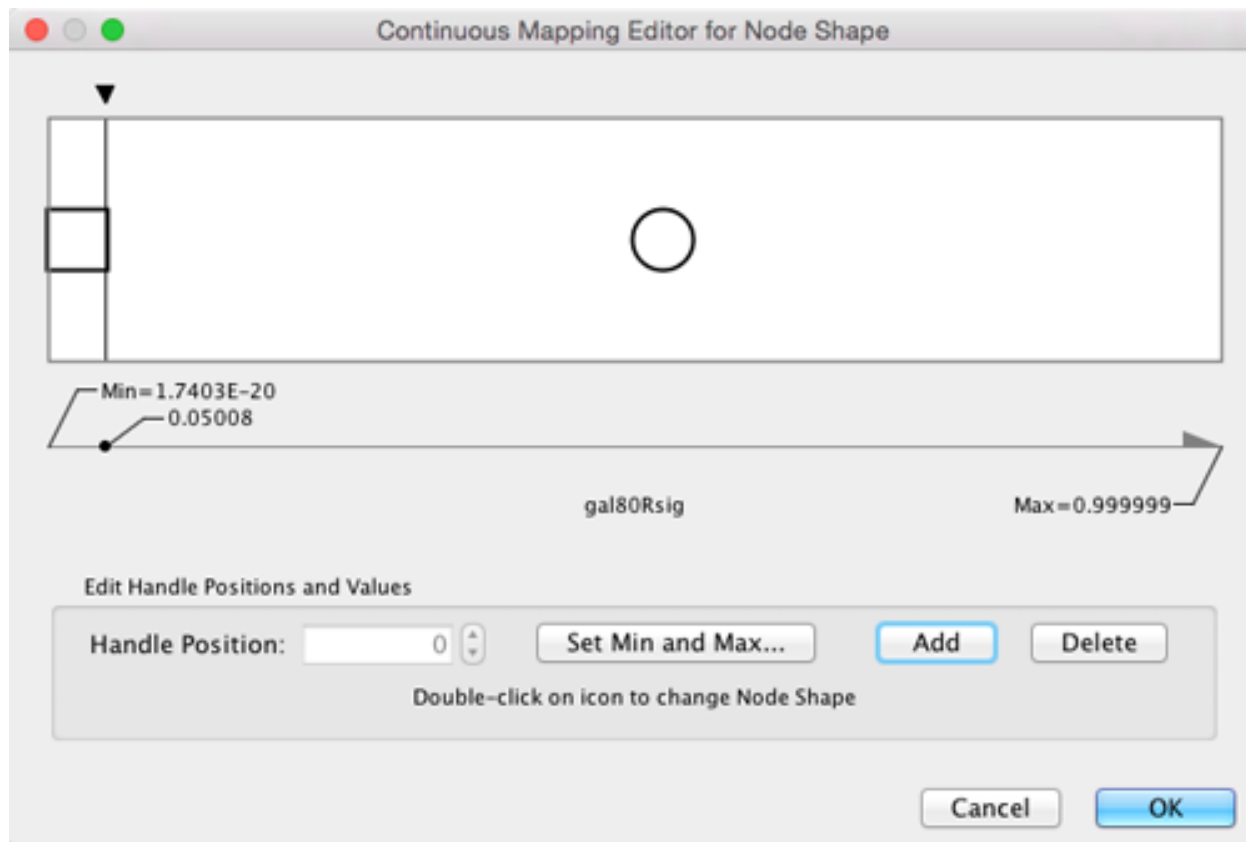 Continuous Mapping Editor for Node Shape
Min=1.7403E-20
0.05008
gal80Rsig
Max=0.999999
Edit Handle Positions and Values
Handle Position: 0 Set Min and Max... Add Delete
Double-click on icon to change Node Shape
Cancel OK